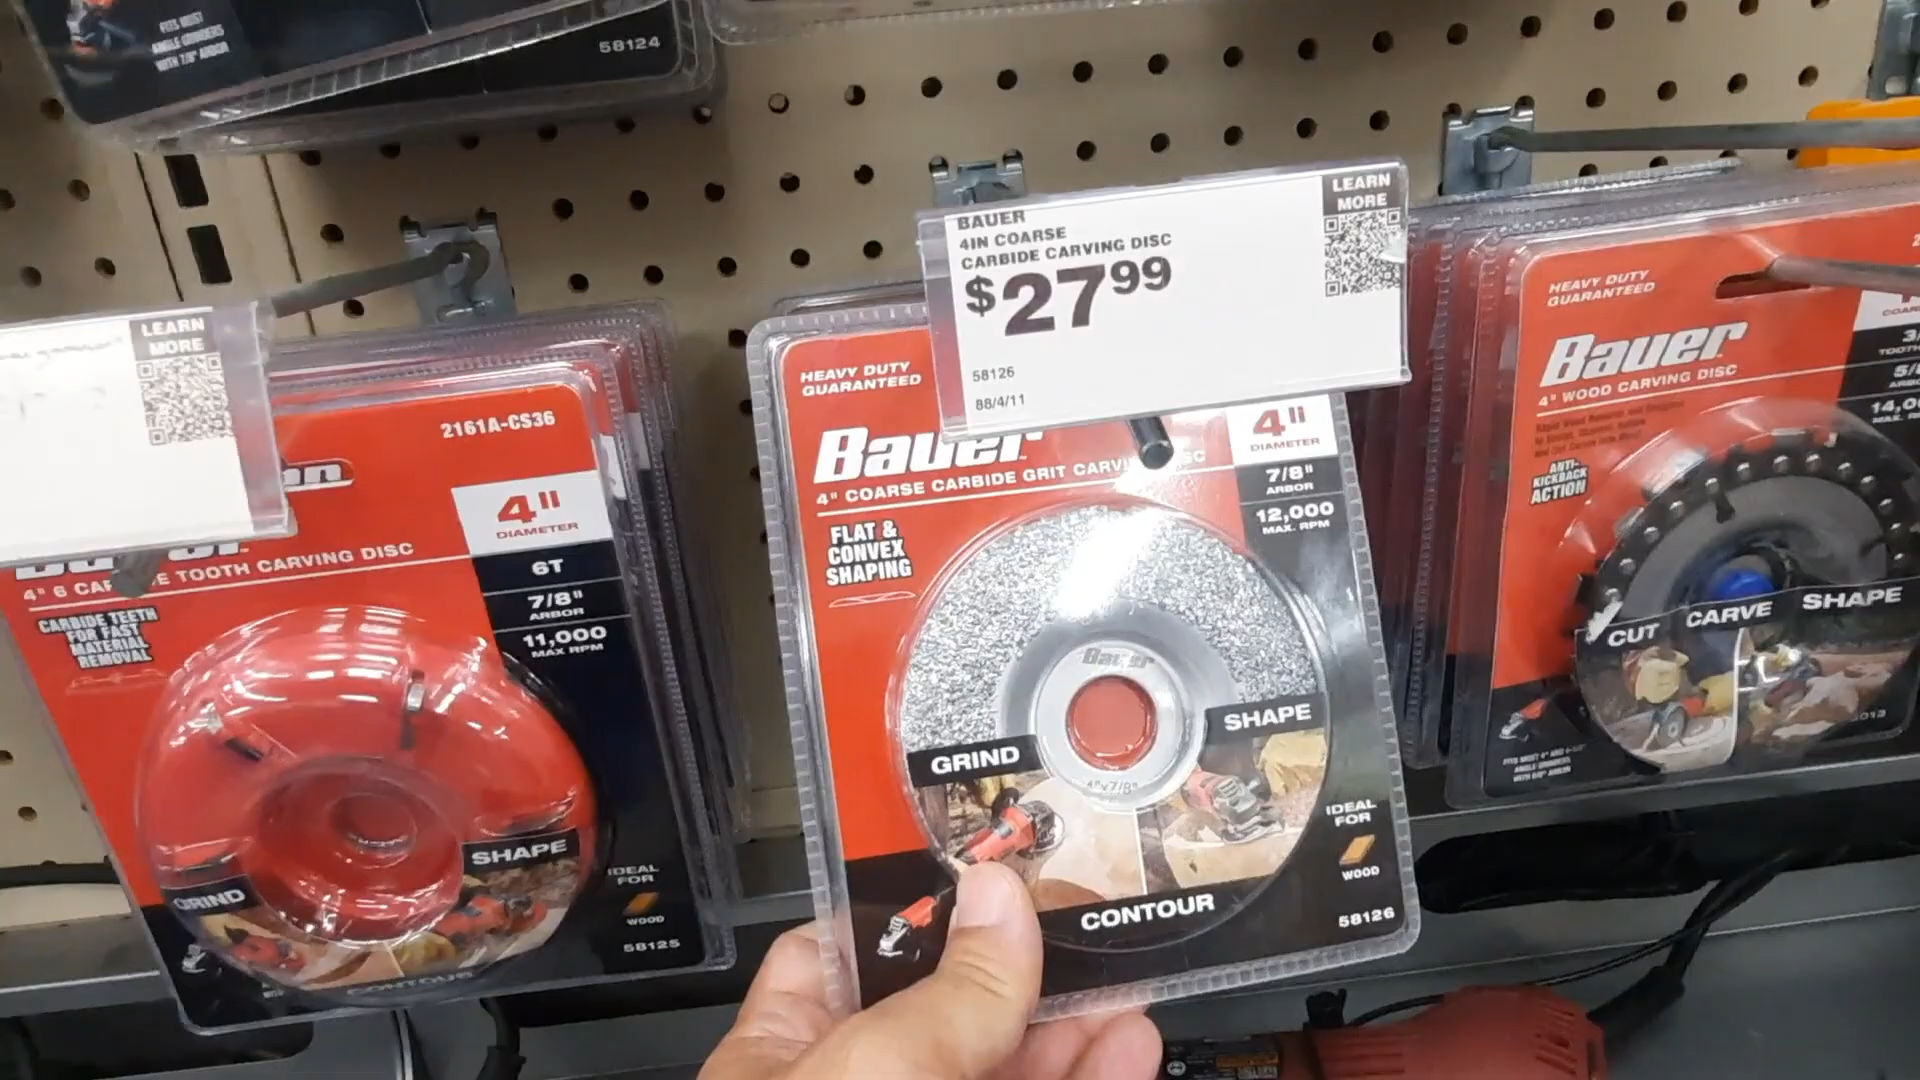 FITS MOST
ANGLE GRINDERS
WITH 7/8" ARBOR
58124
LEARN
MORE
2161A-CS36
4"
DIAMETER
6T
7/8"
ARBOR
11,000
MAX RPM
TOOTH CARVING DISC
CARBIDE TEETH
FOR FAST
MATERIAL
REMOVAL
GRIND
SHAPE
CONTOUR
IDEAL
FOR
WOOD
58125
BAUER
4IN COARSE
CARBIDE CARVING DISC
$27.99
58126
88/4/11
LEARN
MORE
HEAVY DUTY
GUARANTEED
Bauer
4" COARSE CARBIDE GRIT
4"
DIAMETER
7/8"
ARBOR
12,000
MAX. RPM
FLAT &
CONVEX
SHAPING
Bauer
4"x7/8"
GRIND
SHAPE
CONTOUR
IDEAL
FOR
WOOD
58126
HEAVY DUTY
GUARANTEED
Bauer
4" WOOD CARVING DISC
ANTI-
KICKBACK
ACTION
CUT CARVE SHAPE